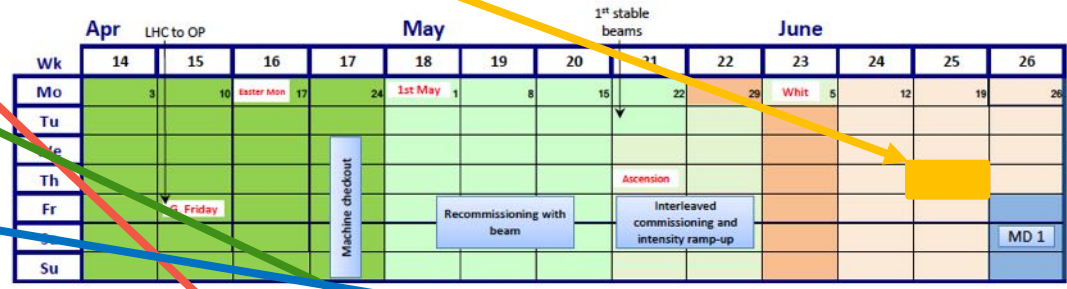 1st stable
Apr LHC to OP May beams June
Wk 14 15 16 17 18 19 20 21 22 23 24 25 26
Mo 3 10 Easter Mon 17 24 1st May 1 8 15 22 29 Whit 5 12 19 26
Tu
We
Th Ascension
Machine checkout
Fr G. Friday
Recommissioning with
beam
Interleaved
commissioning and
intensity ramp-up
MD 1
Su